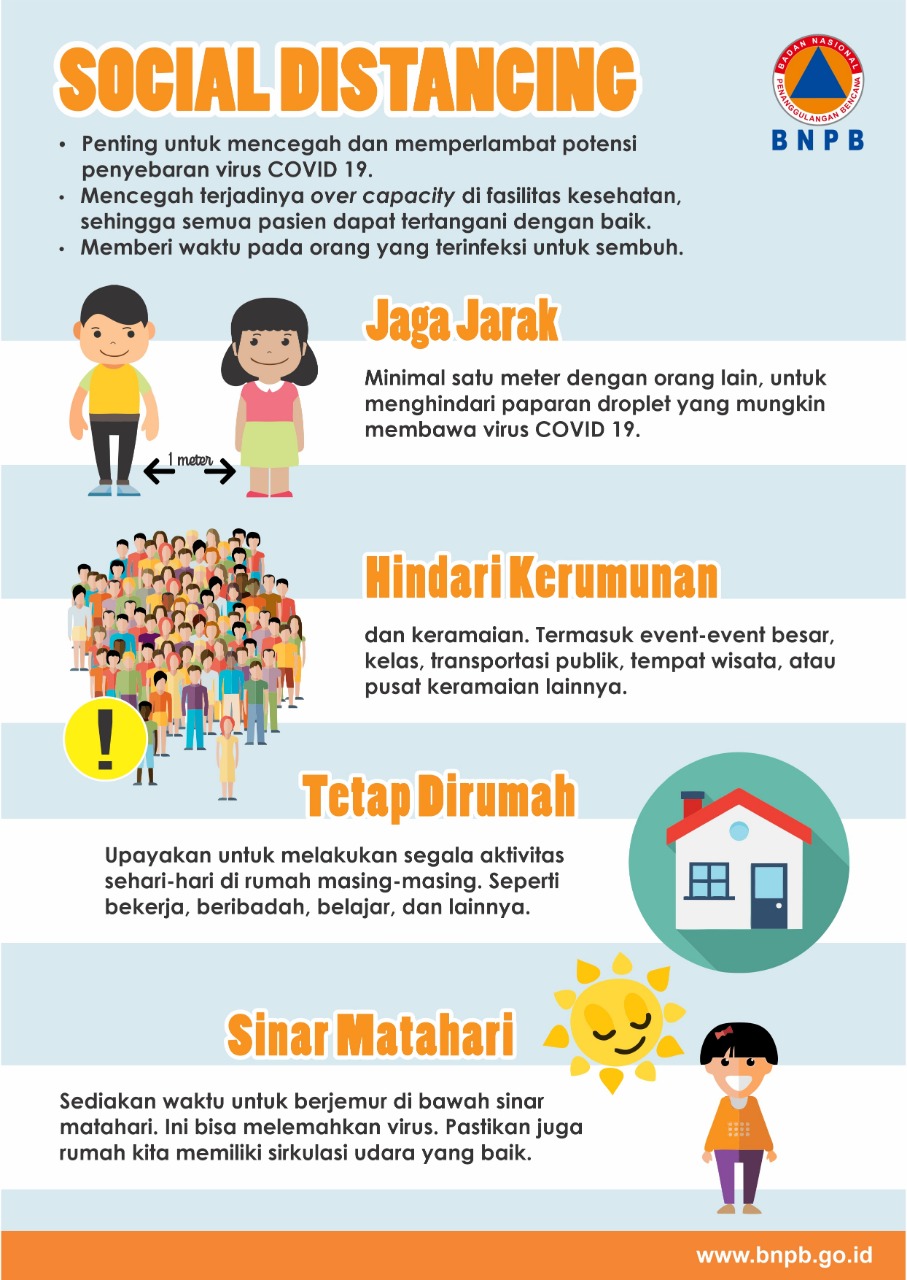 SOCIAL DISTANCING
BADAN NASIONAL
PENANGGULANGAN BENCANA
BNPB
• Penting untuk mencegah dan memperlambat potensi
penyebaran virus COVID 19.
• Mencegah terjadinya over capacity di fasilitas kesehatan,
sehingga semua pasien dapat tertangani dengan baik.
• Memberi waktu pada orang yang terinfeksi untuk sembuh.
Jaga Jarak
Minimal satu meter dengan orang lain, untuk
menghindari paparan droplet yang mungkin
membawa virus COVID 19.
1 meter
Hindari Kerumunan
dan keramaian. Termasuk event-event besar,
kelas, transportasi publik, tempat wisata, atau
pusat keramaian lainnya.
!
Tetap Dirumah
Upayakan untuk melakukan segala aktivitas
sehari-hari di rumah masing-masing. Seperti
bekerja, beribadah, belajar, dan lainnya.
Sinar Matahari
Sediakan waktu untuk berjemur di bawah sinar
matahari. Ini bisa melemahkan virus. Pastikan juga
rumah kita memiliki sirkulasi udara yang baik.
www.bnpb.go.id